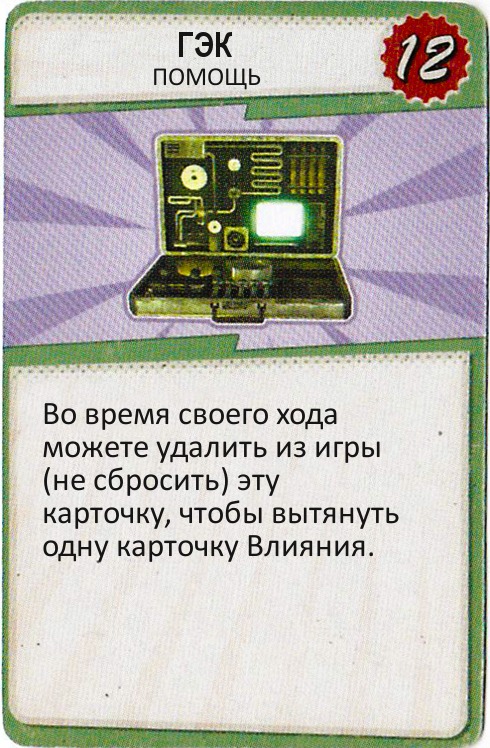 ГЭК
ПОМОЩЬ
12
Во время своего хода
можете удалить из игры
(не сбросить) эту
карточку, чтобы вытянуть
одну карточку Влияния.